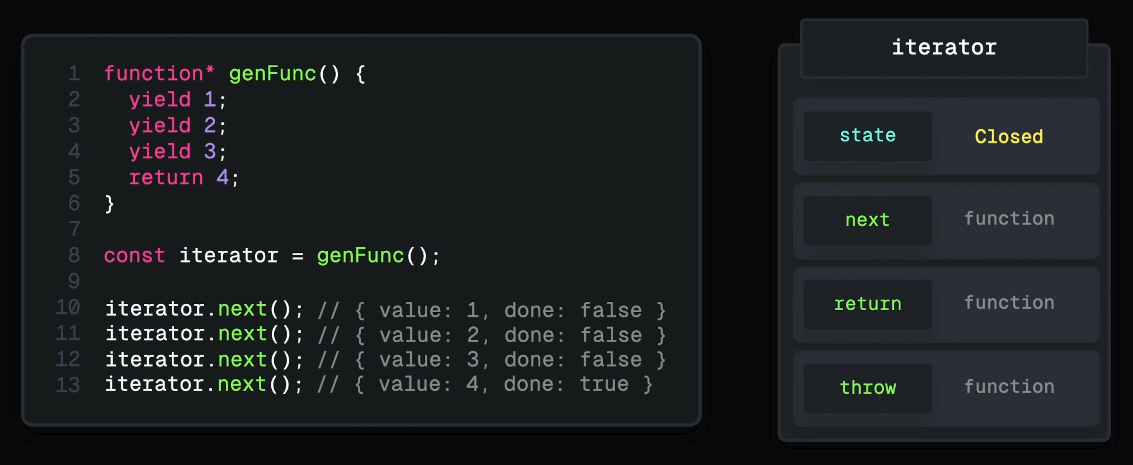 1 function* genFunc() {
2   yield 1;
3   yield 2;
4   yield 3;
5   return 4;
6 }
7
8 const iterator = genFunc();
9
10 iterator.next(); // { value: 1, done: false }
11 iterator.next(); // { value: 2, done: false }
12 iterator.next(); // { value: 3, done: false }
13 iterator.next(); // { value: 4, done: true }
iterator
state Closed
next function
return function
throw function